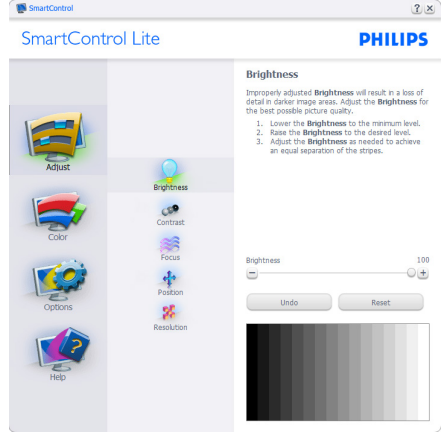 SmartControl
SmartControl Lite
PHILIPS
Adjust
Color
Options
Help
Brightness
Contrast
Focus
Position
Resolution
Brightness
Improperly adjusted Brightness will result in a loss of
detail in darker image areas. Adjust the Brightness for
the best possible picture quality.
1. Lower the Brightness to the minimum level.
2. Raise the Brightness to the desired level.
3. Adjust the Brightness as needed to achieve
an equal separation of the stripes.
Brightness 100
Undo Reset